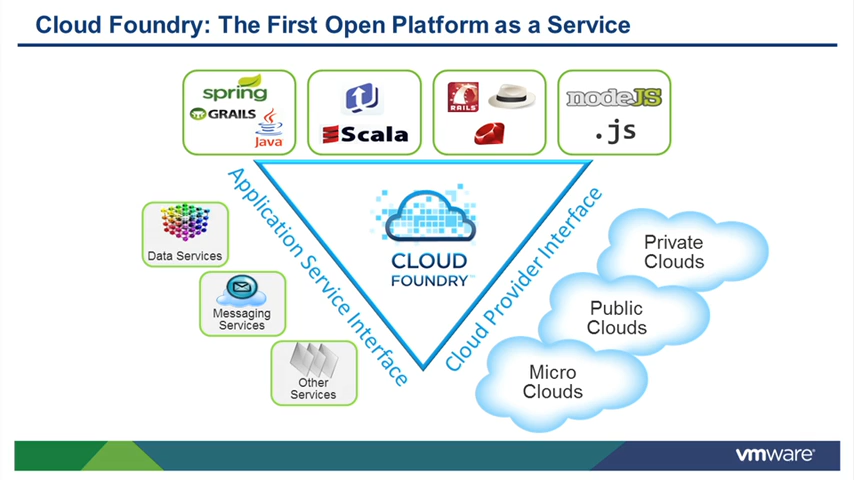 Cloud Foundry: The First Open Platform as a Service
spring
GRAILS
Java
Scala
RAILS
nodeJS
.js
Application Service Interface
Cloud Provider Interface
CLOUD
FOUNDRY™
Data Services
Messaging
Services
Other
Services
Private
Clouds
Public
Clouds
Micro
Clouds
vmware®